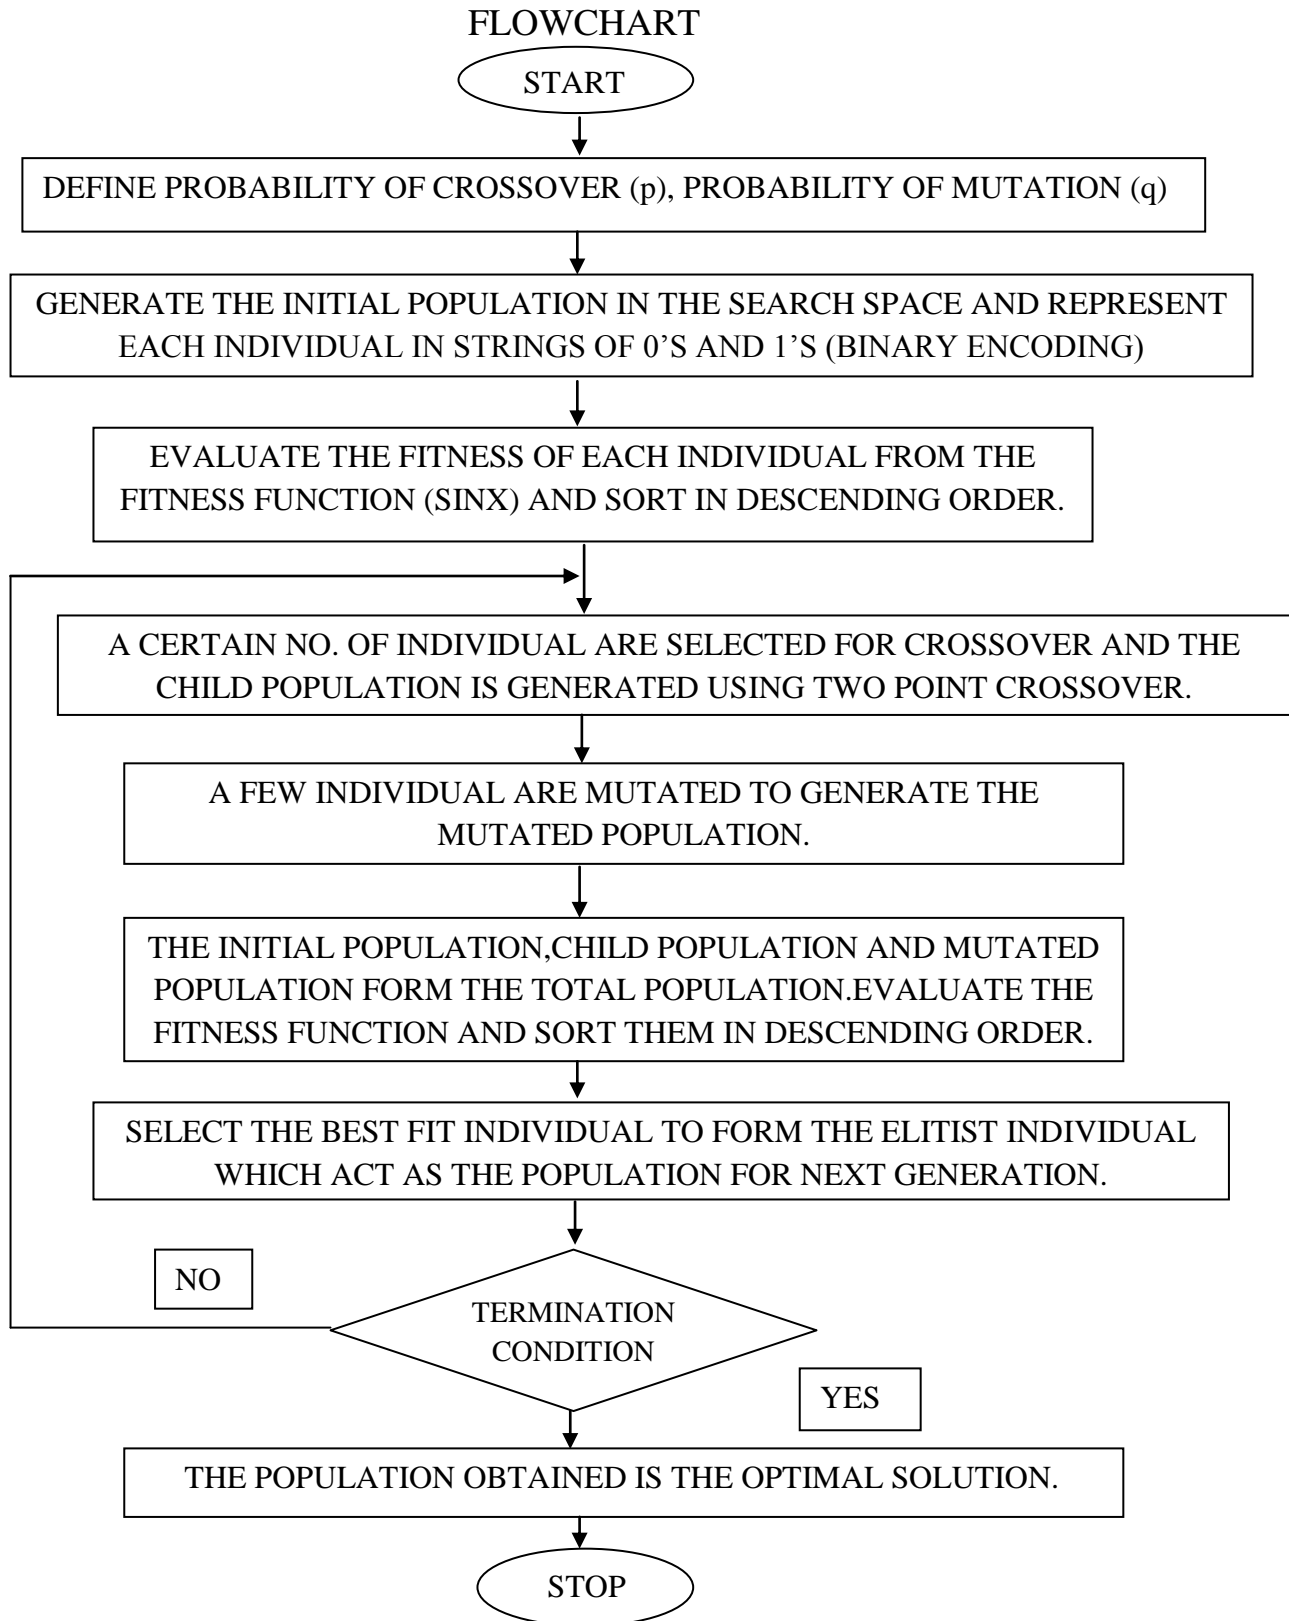 FLOWCHART
START
DEFINE PROBABILITY OF CROSSOVER (p), PROBABILITY OF MUTATION (q)
GENERATE THE INITIAL POPULATION IN THE SEARCH SPACE AND REPRESENT
EACH INDIVIDUAL IN STRINGS OF 0’S AND 1’S (BINARY ENCODING)
EVALUATE THE FITNESS OF EACH INDIVIDUAL FROM THE
FITNESS FUNCTION (SINX) AND SORT IN DESCENDING ORDER.
A CERTAIN NO. OF INDIVIDUAL ARE SELECTED FOR CROSSOVER AND THE
CHILD POPULATION IS GENERATED USING TWO POINT CROSSOVER.
A FEW INDIVIDUAL ARE MUTATED TO GENERATE THE
MUTATED POPULATION.
THE INITIAL POPULATION,CHILD POPULATION AND MUTATED
POPULATION FORM THE TOTAL POPULATION.EVALUATE THE
FITNESS FUNCTION AND SORT THEM IN DESCENDING ORDER.
SELECT THE BEST FIT INDIVIDUAL TO FORM THE ELITIST INDIVIDUAL
WHICH ACT AS THE POPULATION FOR NEXT GENERATION.
NO
TERMINATION
CONDITION
YES
THE POPULATION OBTAINED IS THE OPTIMAL SOLUTION.
STOP